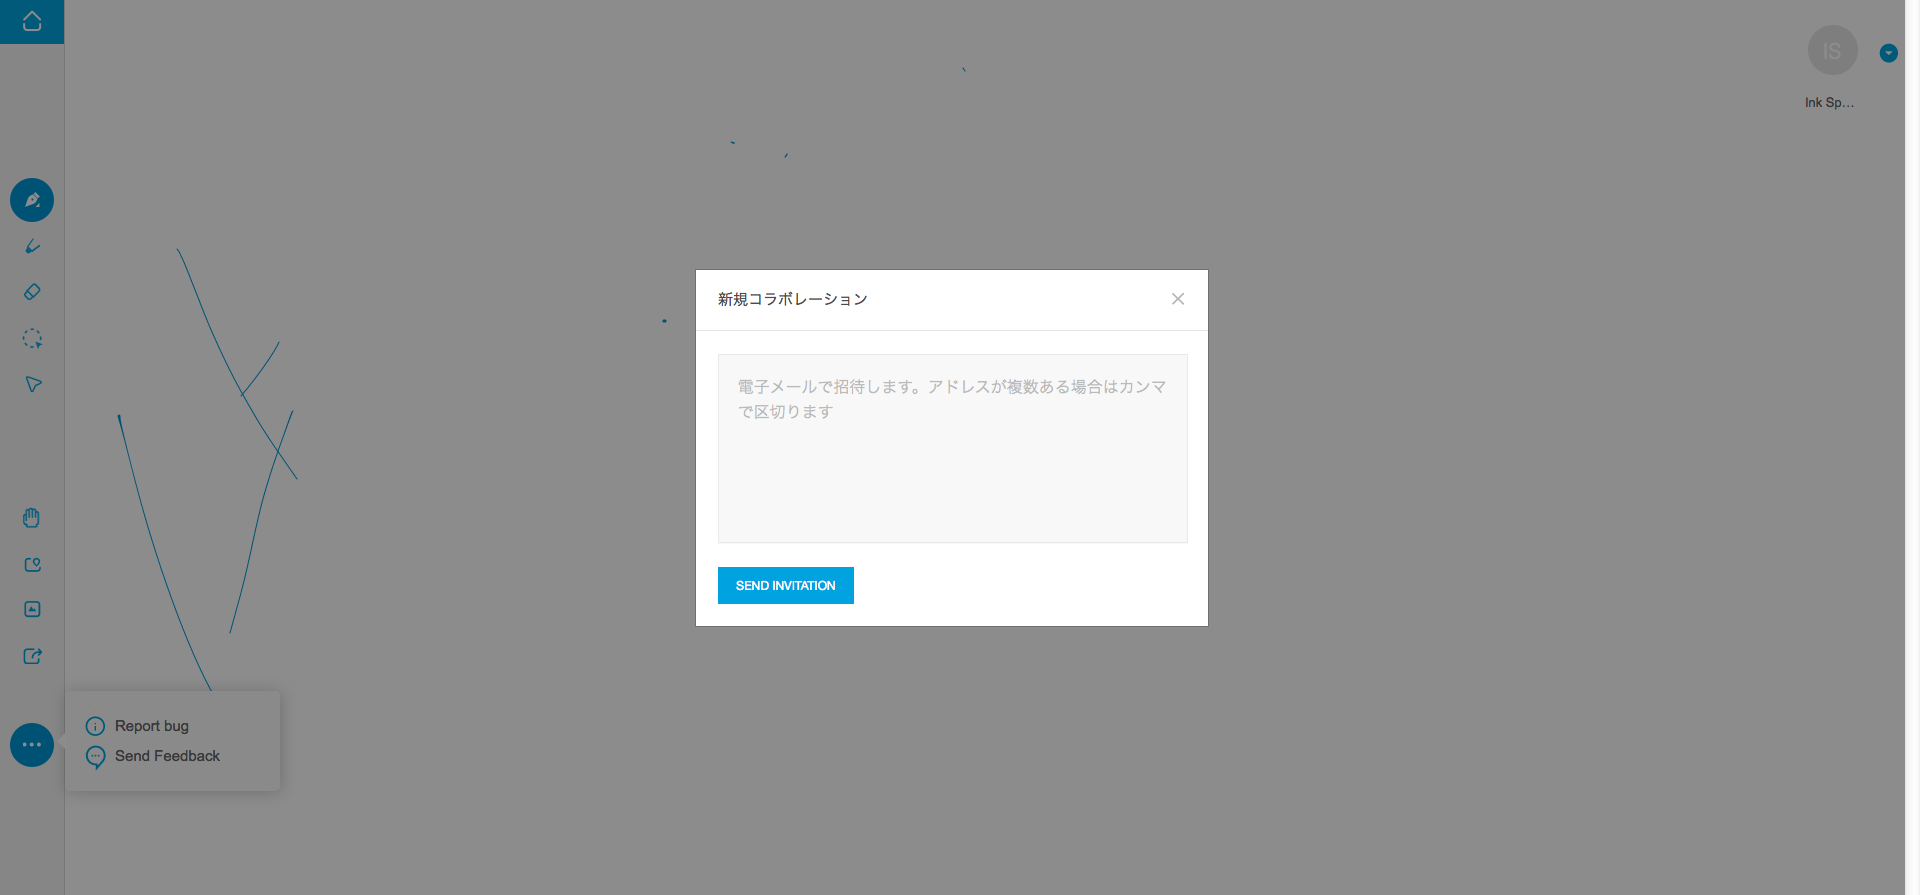 IS
Ink Sp...
新規コラボレーション
電子メールで招待します。アドレスが複数ある場合はカンマ
で区切ります
SEND INVITATION
Report bug
Send Feedback